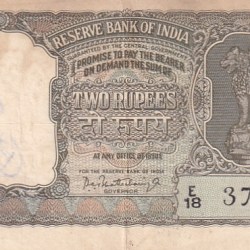 RESERVE BANK OF INDIA
GUARANTEED BY THE CENTRAL GOVERNMENT
I PROMISE TO PAY THE BEARER
ON DEMAND THE SUM OF
TWO RUPEES
दो रुपये
AT ANY OFFICE OF ISSUE
FOR THE RESERVE BANK OF INDIA
GOVERNOR
E/18 37